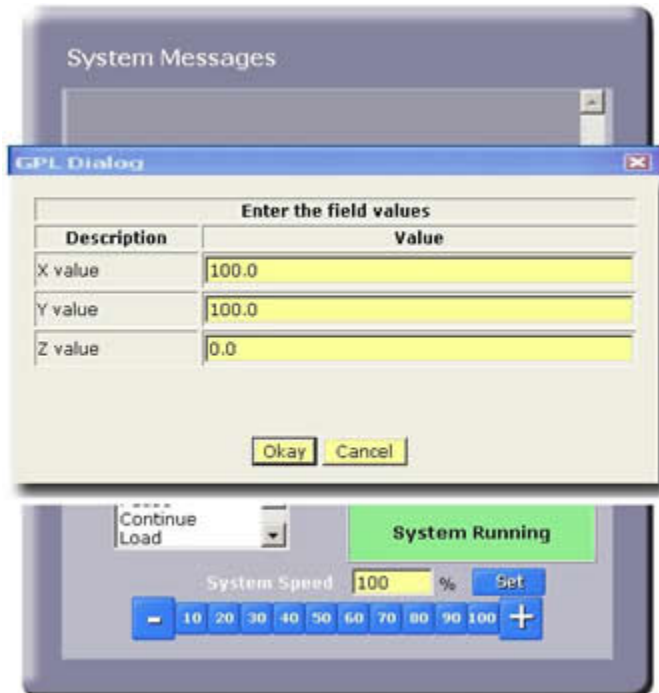 System Messages
GPL Dialog
Enter the field values
Description Value
X value 100.0
Y value 100.0
Z value 0.0
Okay Cancel
Continue
Load
System Running
System Speed 100 % Set
- 10 20 30 40 50 60 70 80 90 100 +